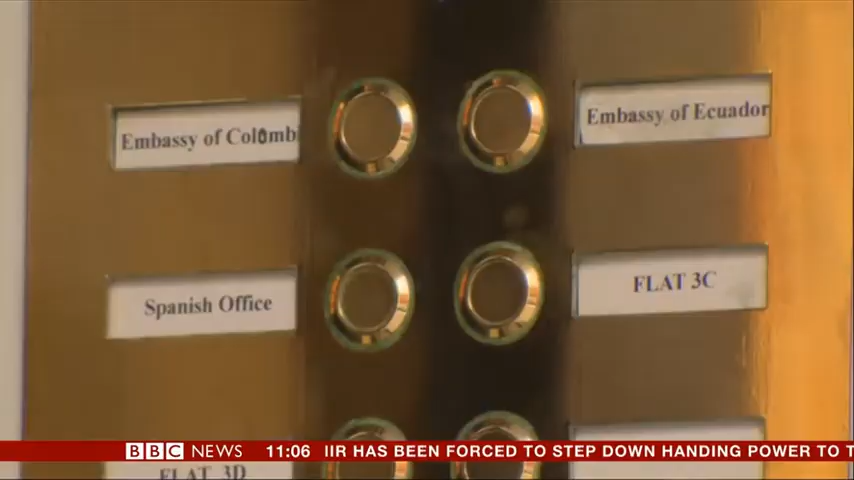 Embassy of Colomb
Embassy of Ecuador
Spanish Office
FLAT 3C
FLAT 3D
BBC NEWS 11:06 IIR HAS BEEN FORCED TO STEP DOWN HANDING POWER TO T